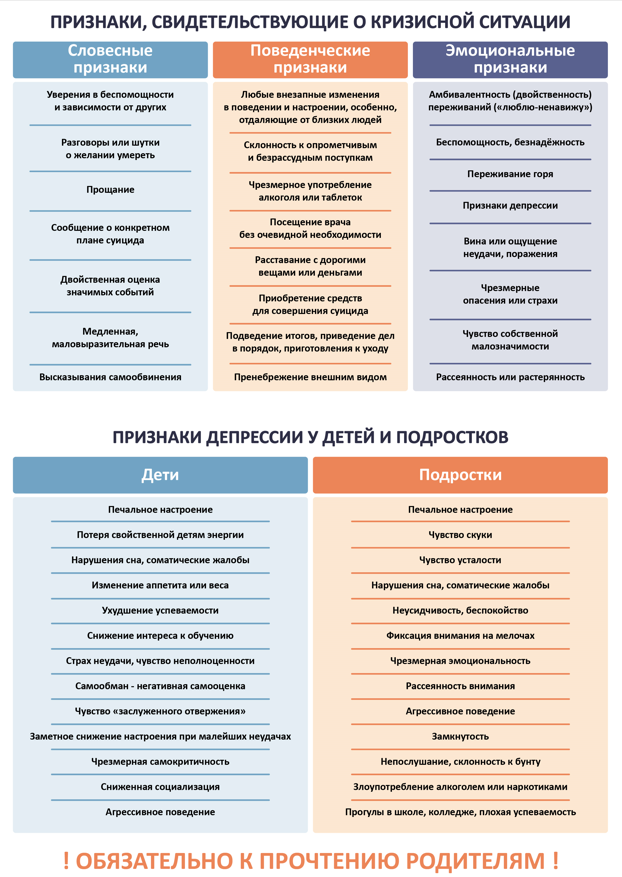 ПРИЗНАКИ, СВИДЕТЕЛЬСТВУЮЩИЕ О КРИЗИСНОЙ СИТУАЦИИ
Словесные
признаки
Уверения в беспомощности
и зависимости от других
Разговоры или шутки
о желании умереть
Прощание
Сообщение о конкретном
плане суицида
Двойственная оценка
значимых событий
Медленная,
маловыразительная речь
Высказывания самообвинения
Поведенческие
признаки
Любые внезапные изменения
в поведении и настроении, особенно,
отдаляющие от близких людей
Склонность к опрометчивым
и безрассудным поступкам
Чрезмерное употребление
алкоголя или таблеток
Посещение врача
без очевидной необходимости
Расставание с дорогими
вещами или деньгами
Приобретение средств
для совершения суицида
Подведение итогов, приведение дел
в порядок, приготовления к уходу
Пренебрежение внешним видом
Эмоциональные
признаки
Амбивалентность (двойственность)
переживаний («люблю-ненавижу»)
Беспомощность, безнадёжность
Переживание горя
Признаки депрессии
Вина или ощущение
неудачи, поражения
Чрезмерные
опасения или страхи
Чувство собственной
малозначимости
Рассеянность или растерянность
ПРИЗНАКИ ДЕПРЕССИИ У ДЕТЕЙ И ПОДРОСТКОВ
Дети
Печальное настроение
Потеря свойственной детям энергии
Нарушения сна, соматические жалобы
Изменение аппетита или веса
Ухудшение успеваемости
Снижение интереса к обучению
Страх неудачи, чувство неполноценности
Самообман - негативная самооценка
Чувство «заслуженного отвержения»
Заметное снижение настроения при малейших неудачах
Чрезмерная самокритичность
Сниженная социализация
Агрессивное поведение
Подростки
Печальное настроение
Чувство скуки
Чувство усталости
Нарушения сна, соматические жалобы
Неусидчивость, беспокойство
Фиксация внимания на мелочах
Чрезмерная эмоциональность
Рассеянность внимания
Агрессивное поведение
Замкнутость
Непослушание, склонность к бунту
Злоупотребление алкоголем или наркотиками
Прогулы в школе, колледже, плохая успеваемость
! ОБЯЗАТЕЛЬНО К ПРОЧТЕНИЮ РОДИТЕЛЯМ !